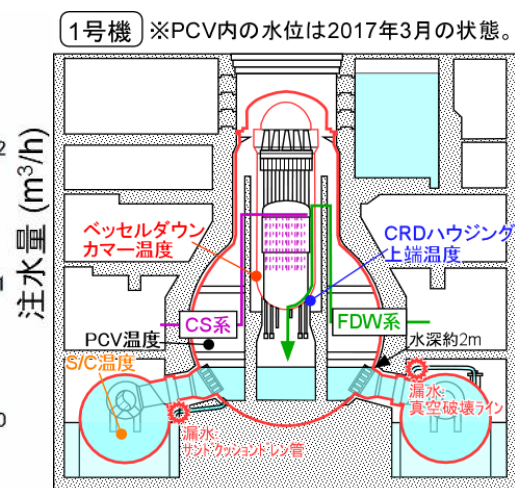 1号機 ※PCV内の水位は2017年3月の状態。
2
1
0
注水量 (m³/h)
ベッセルダウン
カマー温度
CRDハウジング
上端温度
CS系
FDW系
PCV温度
水深約2m
S/C温度
漏水:
真空破壊ライン
漏水:
サンドクッションドレン管